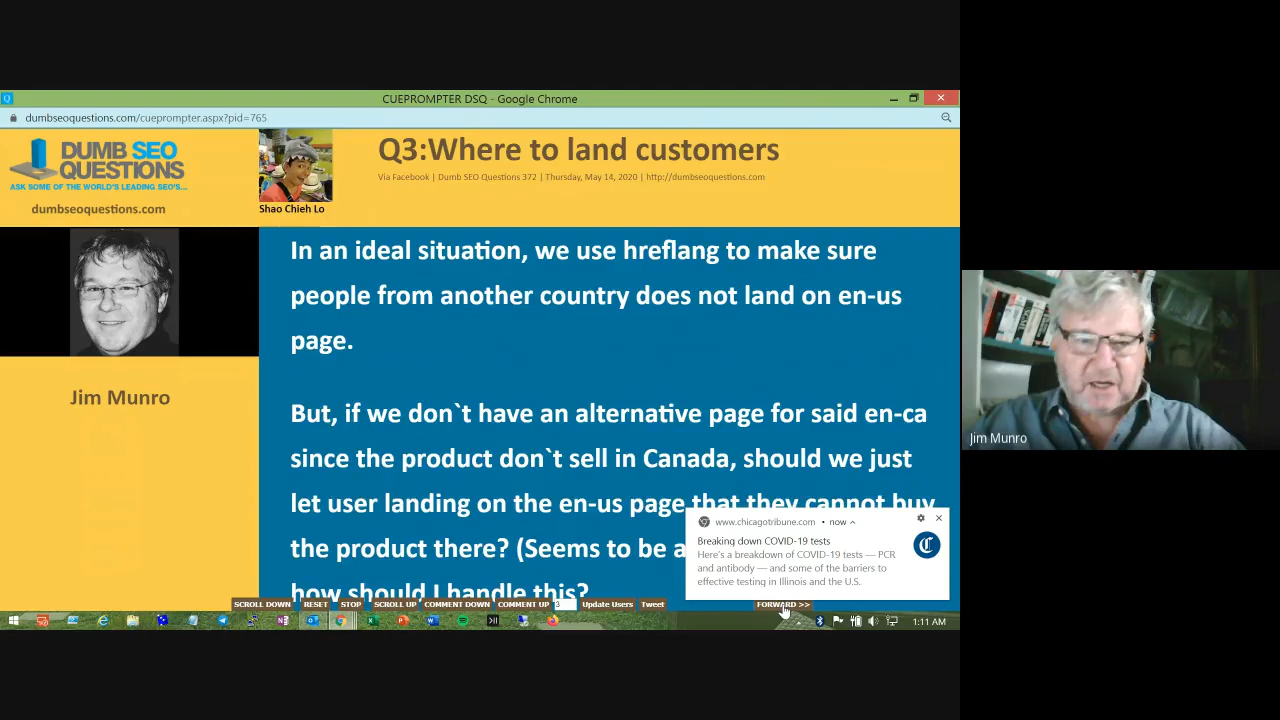 CUEPROMPTER DSQ - Google Chrome
dumbseoquestions.com/cueprompter.aspx?pid=765
DUMB SEO
QUESTIONS
ASK SOME OF THE WORLD'S LEADING SEO'S...
dumbseoquestions.com
Shao Chieh Lo
Q3:Where to land customers
Via Facebook | Dumb SEO Questions 372 | Thursday, May 14, 2020 | http://dumbseoquestions.com
Jim Munro
In an ideal situation, we use hreflang to make sure
people from another country does not land on en-us
page.
But, if we don`t have an alternative page for said en-ca
since the product don`t sell in Canada, should we just
let user landing on the en-us page that they cannot buy
the product there? (Seems to be a
how should I handle this?
www.chicagotribune.com • now
Breaking down COVID-19 tests
Here's a breakdown of COVID-19 tests — PCR
and antibody — and some of the barriers to
effective testing in Illinois and the U.S.
SCROLL DOWN RESET STOP SCROLL UP COMMENT DOWN COMMENT UP Update Users Tweet FORWARD >>
1:11 AM
Jim Munro